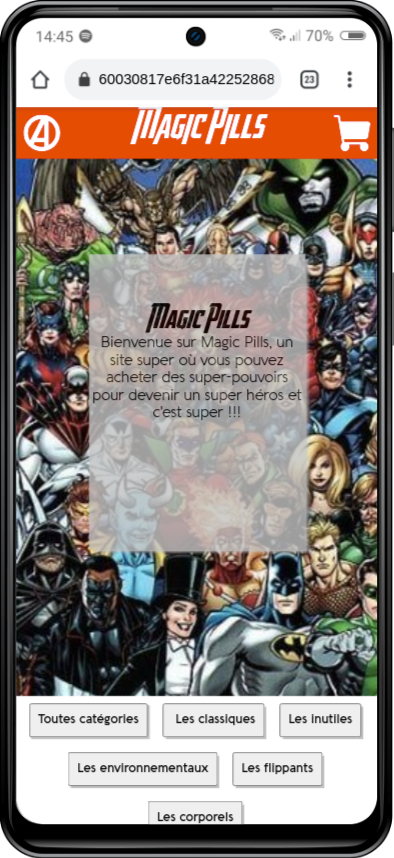 14:45 70%
60030817e6f31a42252868 23
MAGIC PILLS
MAGIC PILLS
Bienvenue sur Magic Pills, un
site super où vous pouvez
acheter des super-pouvoirs
pour devenir un super héros et
c'est super !!!
Toutes catégories Les classiques Les inutiles
Les environnementaux Les flippants
Les corporels